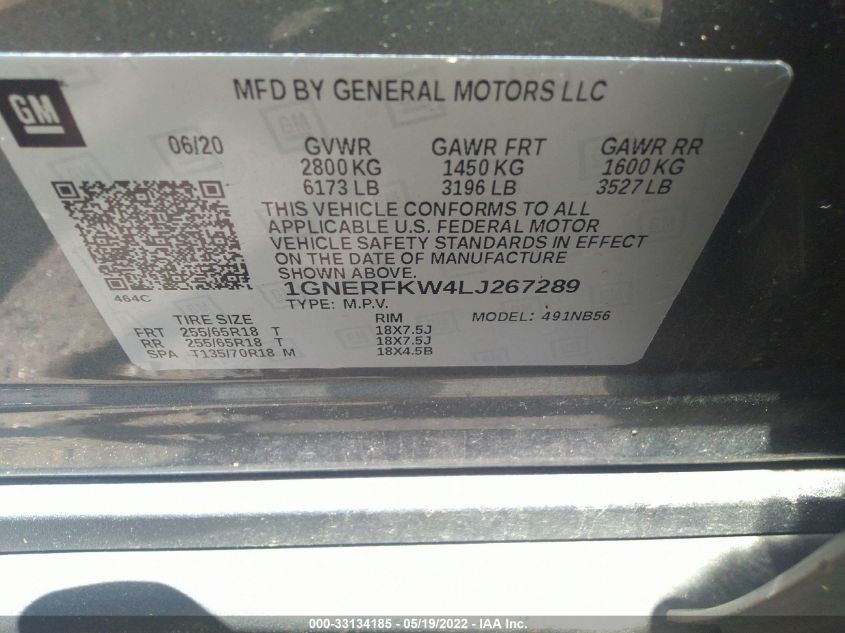 GM
MFD BY GENERAL MOTORS LLC
06/20 GVWR GAWR FRT GAWR RR
2800 KG 1450 KG 1600 KG
6173 LB 3196 LB 3527 LB
THIS VEHICLE CONFORMS TO ALL
APPLICABLE U.S. FEDERAL MOTOR
VEHICLE SAFETY STANDARDS IN EFFECT
ON THE DATE OF MANUFACTURE
SHOWN ABOVE.
464C 1GNERFKW4LJ267289
TYPE: M.P.V.
TIRE SIZE RIM MODEL: 491NB56
FRT 255/65R18 T 18X7.5J
RR 255/65R18 T 18X7.5J
SPA T135/70R18 M 18X4.5B
000-33134185 - 05/19/2022 - IAA Inc.